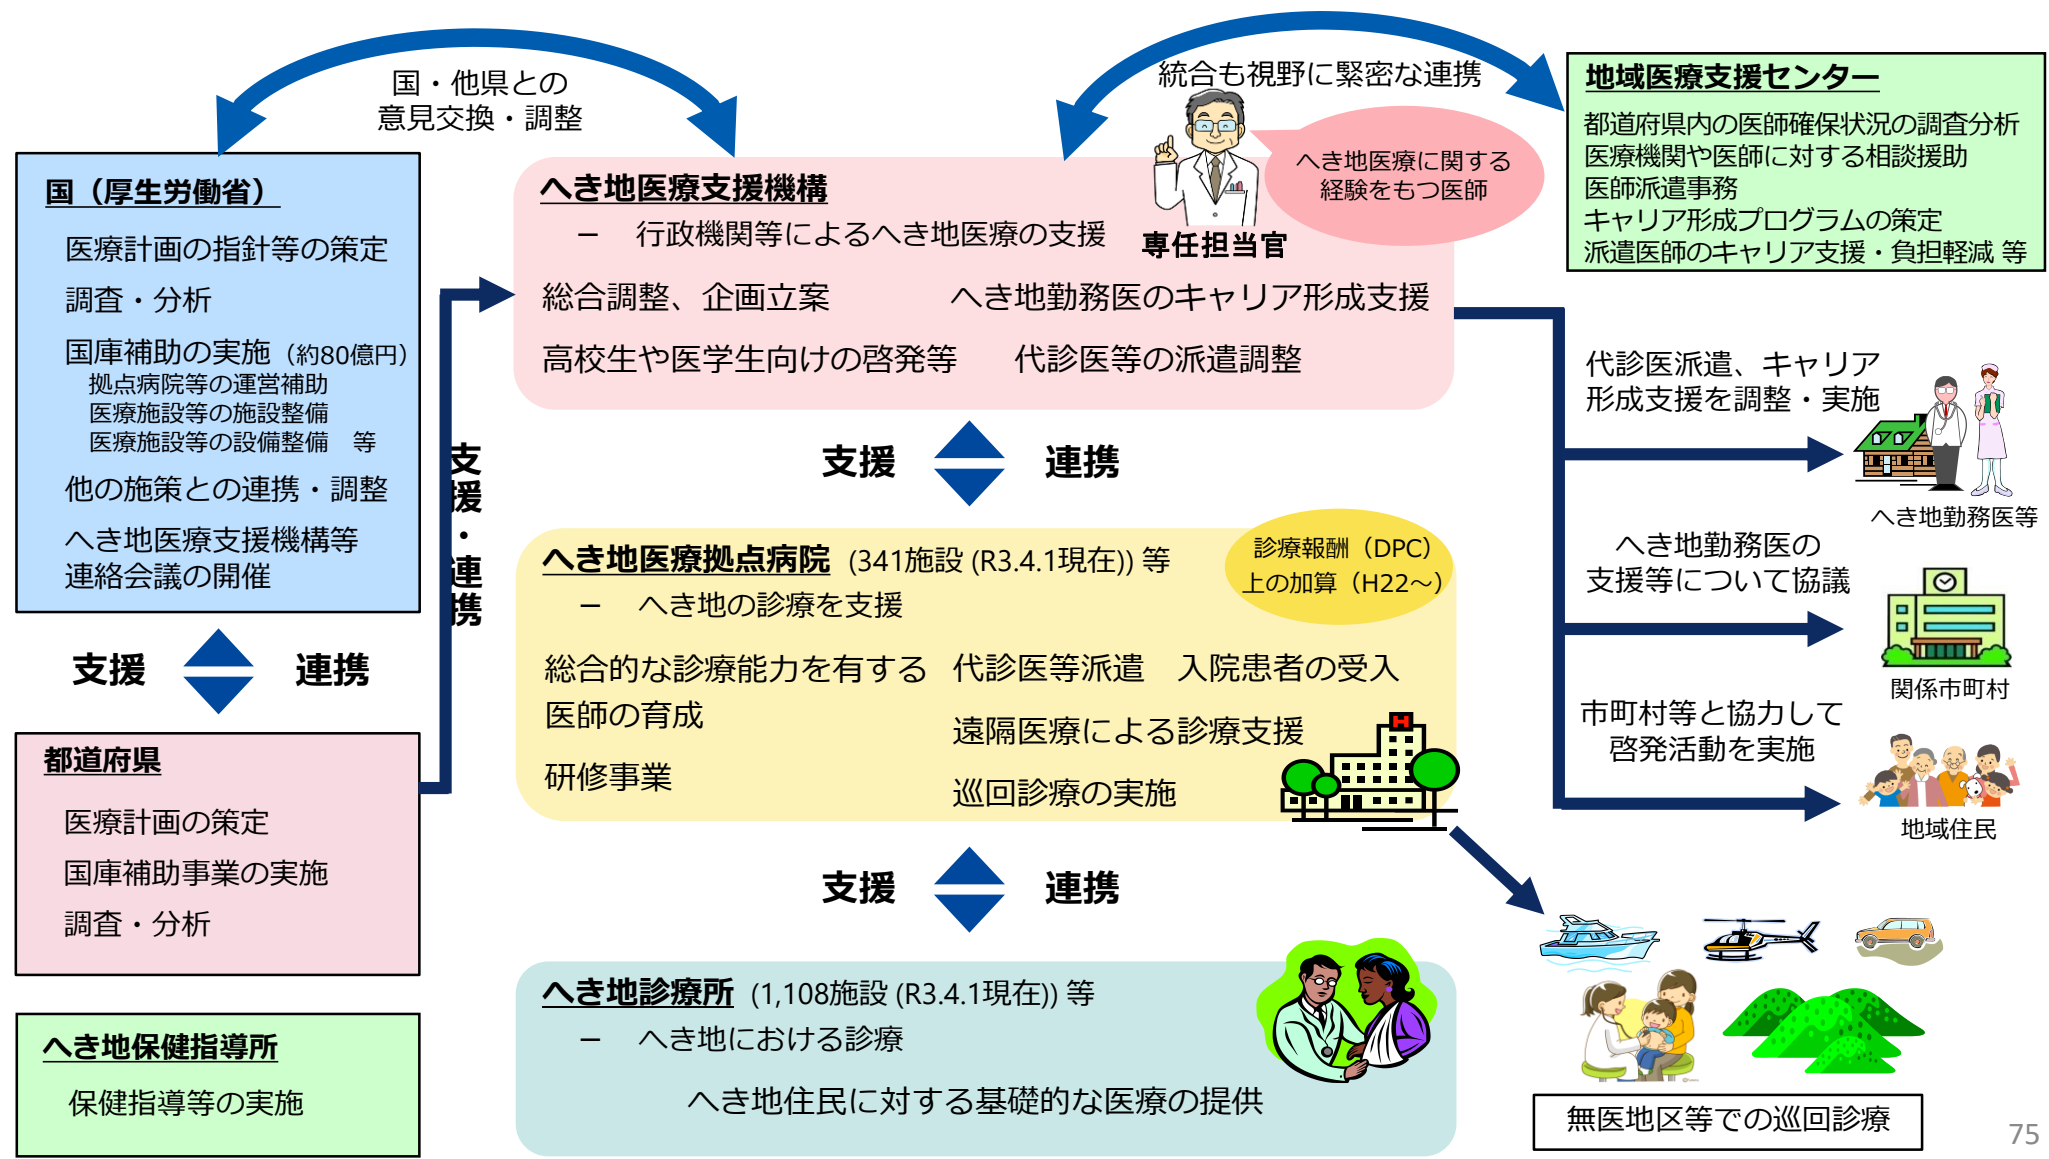 国・他県との
意見交換・調整
統合も視野に緊密な連携
地域医療支援センター
都道府県内の医師確保状況の調査分析
医療機関や医師に対する相談援助
医師派遣事務
キャリア形成プログラムの策定
派遣医師のキャリア支援・負担軽減 等
国（厚生労働省）
医療計画の指針等の策定
調査・分析
国庫補助の実施（約80億円）
拠点病院等の運営補助
医療施設等の施設整備
医療施設等の設備整備　等
他の施策との連携・調整
へき地医療支援機構等
連絡会議の開催
支援
連携
都道府県
医療計画の策定
国庫補助事業の実施
調査・分析
へき地保健指導所
保健指導等の実施
支援・連携
へき地医療支援機構
－　行政機関等によるへき地医療の支援
専任担当官
へき地医療に関する
経験をもつ医師
総合調整、企画立案
へき地勤務医のキャリア形成支援
高校生や医学生向けの啓発等
代診医等の派遣調整
支援
連携
へき地医療拠点病院 (341施設 (R3.4.1現在)) 等
－　へき地の診療を支援
診療報酬（DPC）
上の加算（H22～）
総合的な診療能力を有する
医師の育成
研修事業
代診医等派遣　入院患者の受入
遠隔医療による診療支援
巡回診療の実施
H
支援
連携
へき地診療所 (1,108施設 (R3.4.1現在)) 等
－　へき地における診療
へき地住民に対する基礎的な医療の提供
代診医派遣、キャリア
形成支援を調整・実施
へき地勤務医等
へき地勤務医の
支援等について協議
関係市町村
市町村等と協力して
啓発活動を実施
地域住民
無医地区等での巡回診療
75